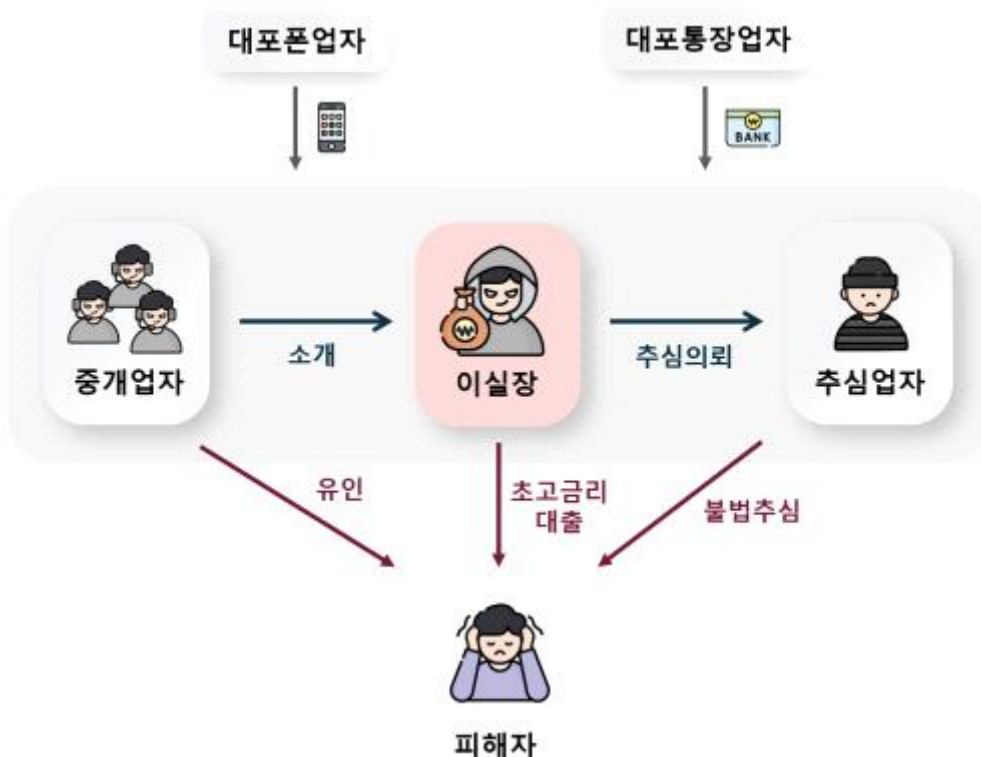 대포폰업자
대포통장업자
BANK
소개
추심의뢰
중개업자
이실장
추심업자
유인
초고금리
대출
불법추심
피해자